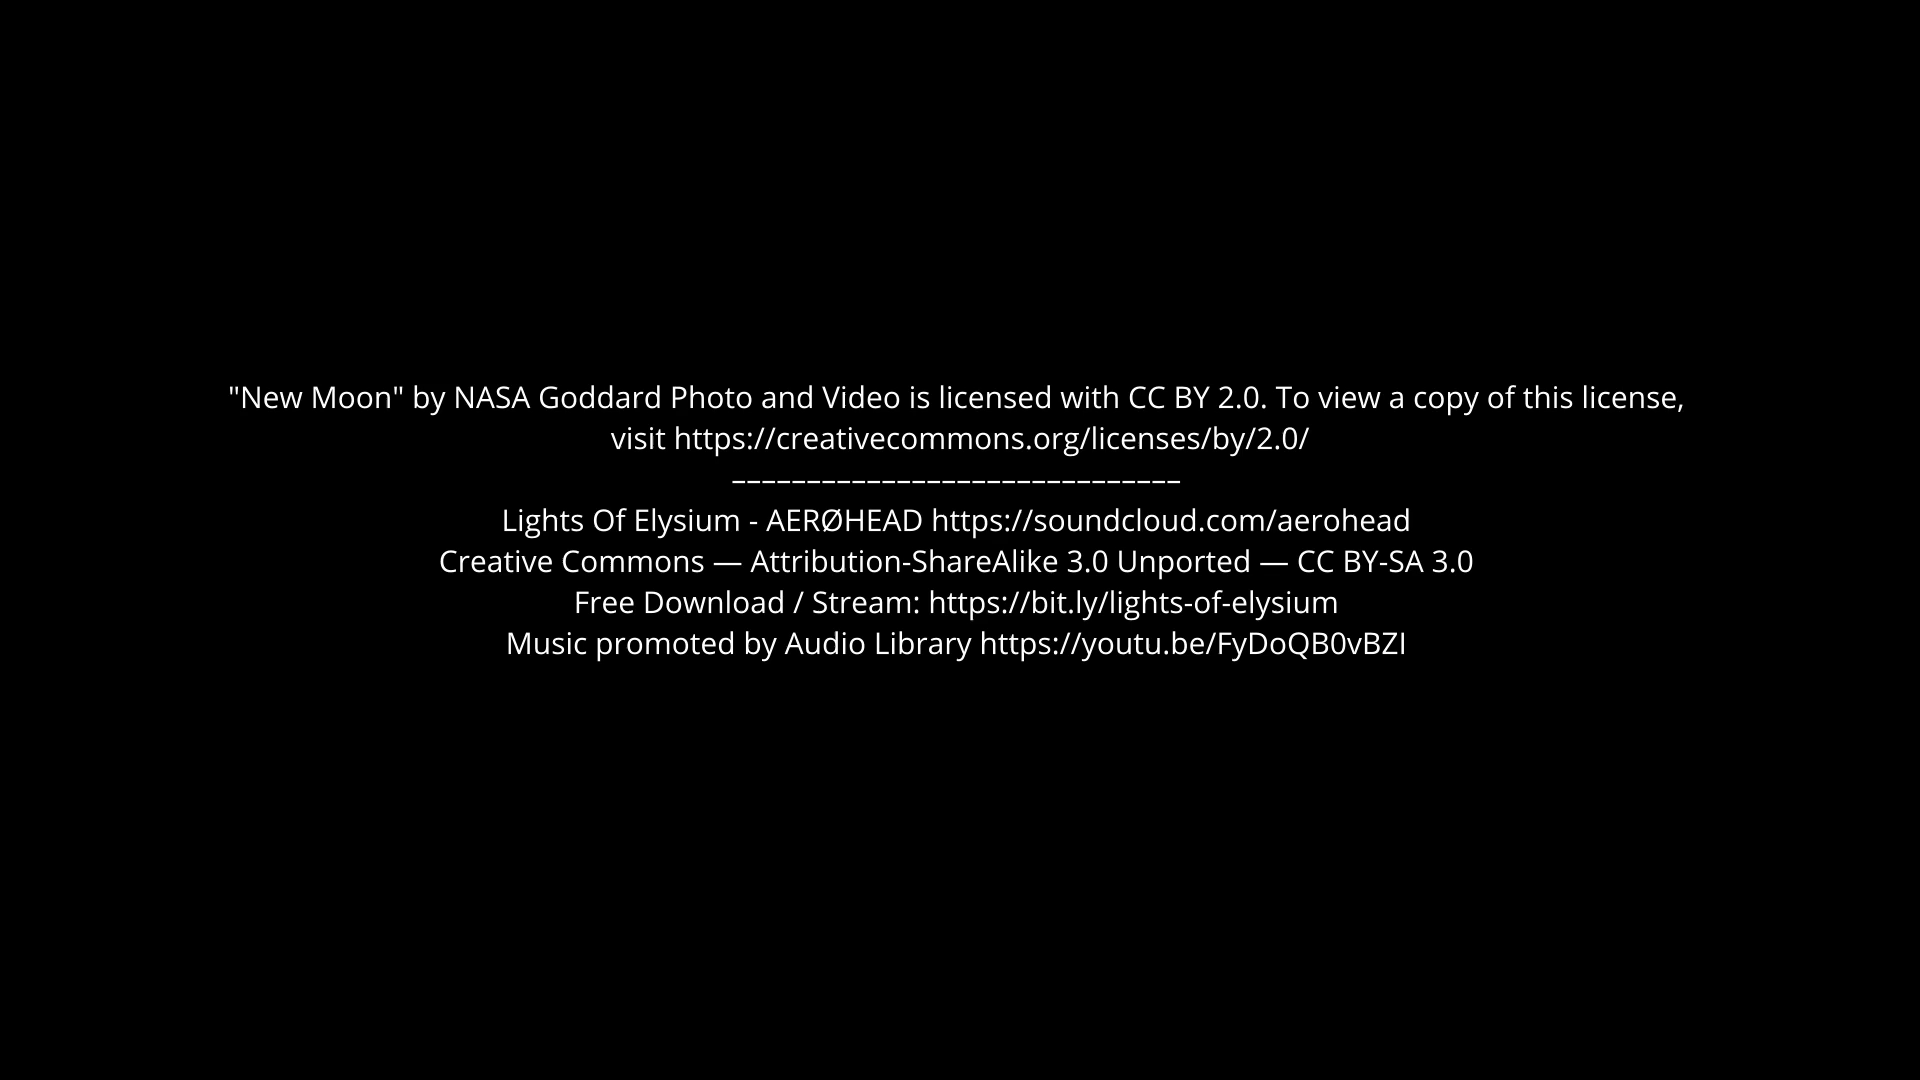 "New Moon" by NASA Goddard Photo and Video is licensed with CC BY 2.0. To view a copy of this license,
visit https://creativecommons.org/licenses/by/2.0/
––––––––––––––––––––––––––––––
Lights Of Elysium - AERØHEAD https://soundcloud.com/aerohead
Creative Commons — Attribution-ShareAlike 3.0 Unported — CC BY-SA 3.0
Free Download / Stream: https://bit.ly/lights-of-elysium
Music promoted by Audio Library https://youtu.be/FyDoQB0vBZI